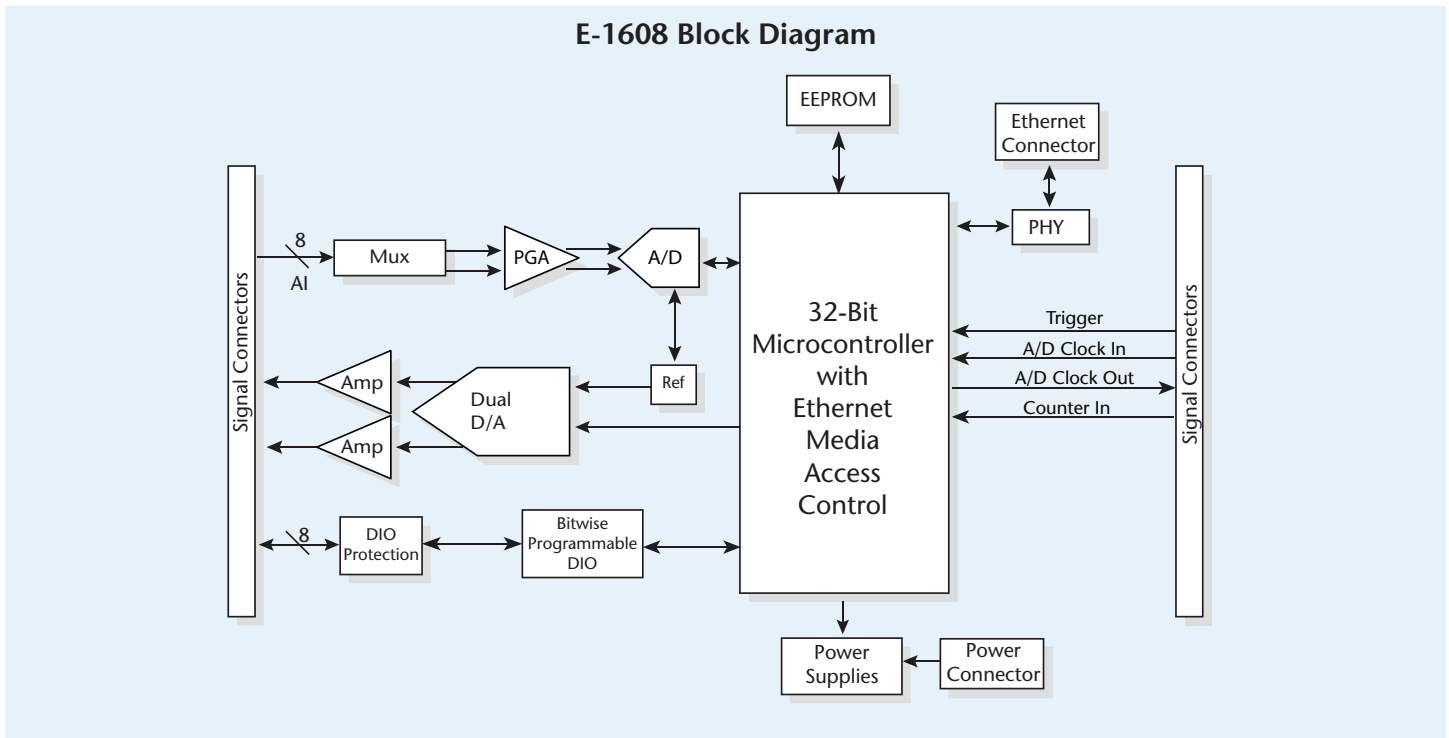 E-1608 Block Diagram
EEPROM
Ethernet
Connector
PHY
Signal Connectors
8
AI
Mux
PGA
A/D
32-Bit
Microcontroller
with
Ethernet
Media
Access
Control
Trigger
A/D Clock In
A/D Clock Out
Counter In
Signal Connectors
Ref
Amp
Amp
Dual
D/A
8
DIO
Protection
Bitwise
Programmable
DIO
Power
Supplies
Power
Connector